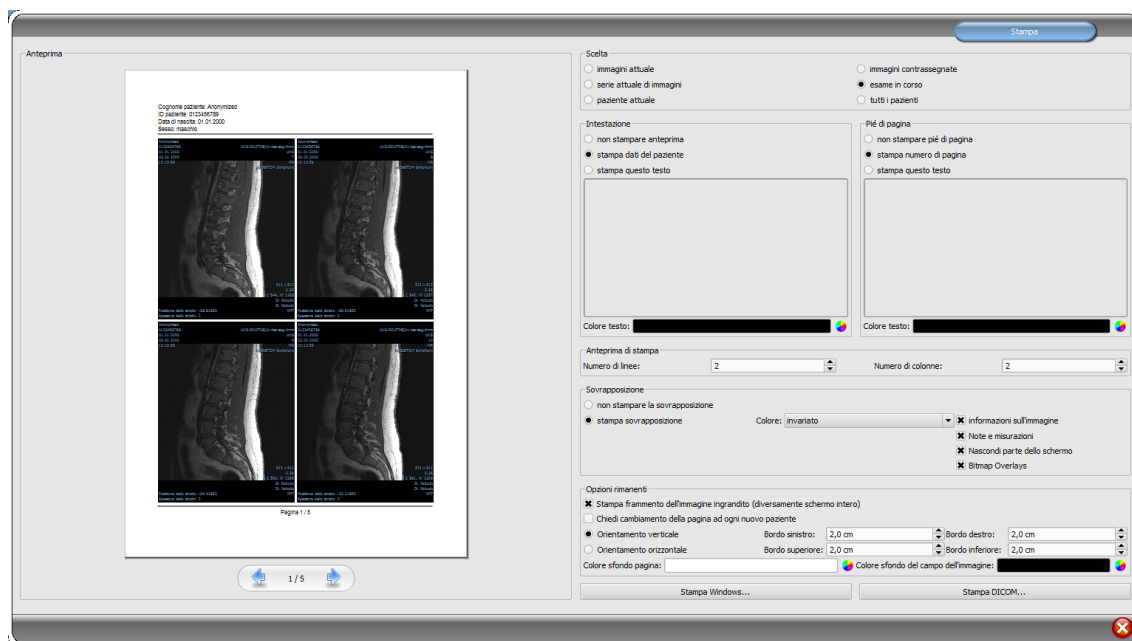 Stampa
Anteprima
Cognome paziente: Anonymized
ID paziente: 0123456789
Data di nascita: 01.01.2000
Sesso: maschio
Pagina 1 / 5
1 / 5
Scelta
immagini attuale
immagini contrassegnate
serie attuale di immagini
esame in corso
paziente attuale
tutti i pazienti
Intestazione
non stampare anteprima
stampa dati del paziente
stampa questo testo
Colore testo:
Pié di pagina
non stampare pié di pagina
stampa numero di pagina
stampa questo testo
Colore testo:
Anteprima di stampa
Numero di linee: 2 Numero di colonne: 2
Sovrapposizione
non stampare la sovrapposizione
stampa sovrapposizione Colore: invariato informazioni sull'immagine
Note e misurazioni
Nascondi parte dello schermo
Bitmap Overlays
Opzioni rimanenti
Stampa frammento dell'immagine ingrandito (diversamente schermo intero)
Chiedi cambiamento della pagina ad ogni nuovo paziente
Orientamento verticale Bordo sinistro: 2,0 cm Bordo destro: 2,0 cm
Orientamento orizzontale Bordo superiore: 2,0 cm Bordo inferiore: 2,0 cm
Colore sfondo pagina: Colore sfondo del campo dell'immagine:
Stampa Windows... Stampa DICOM...